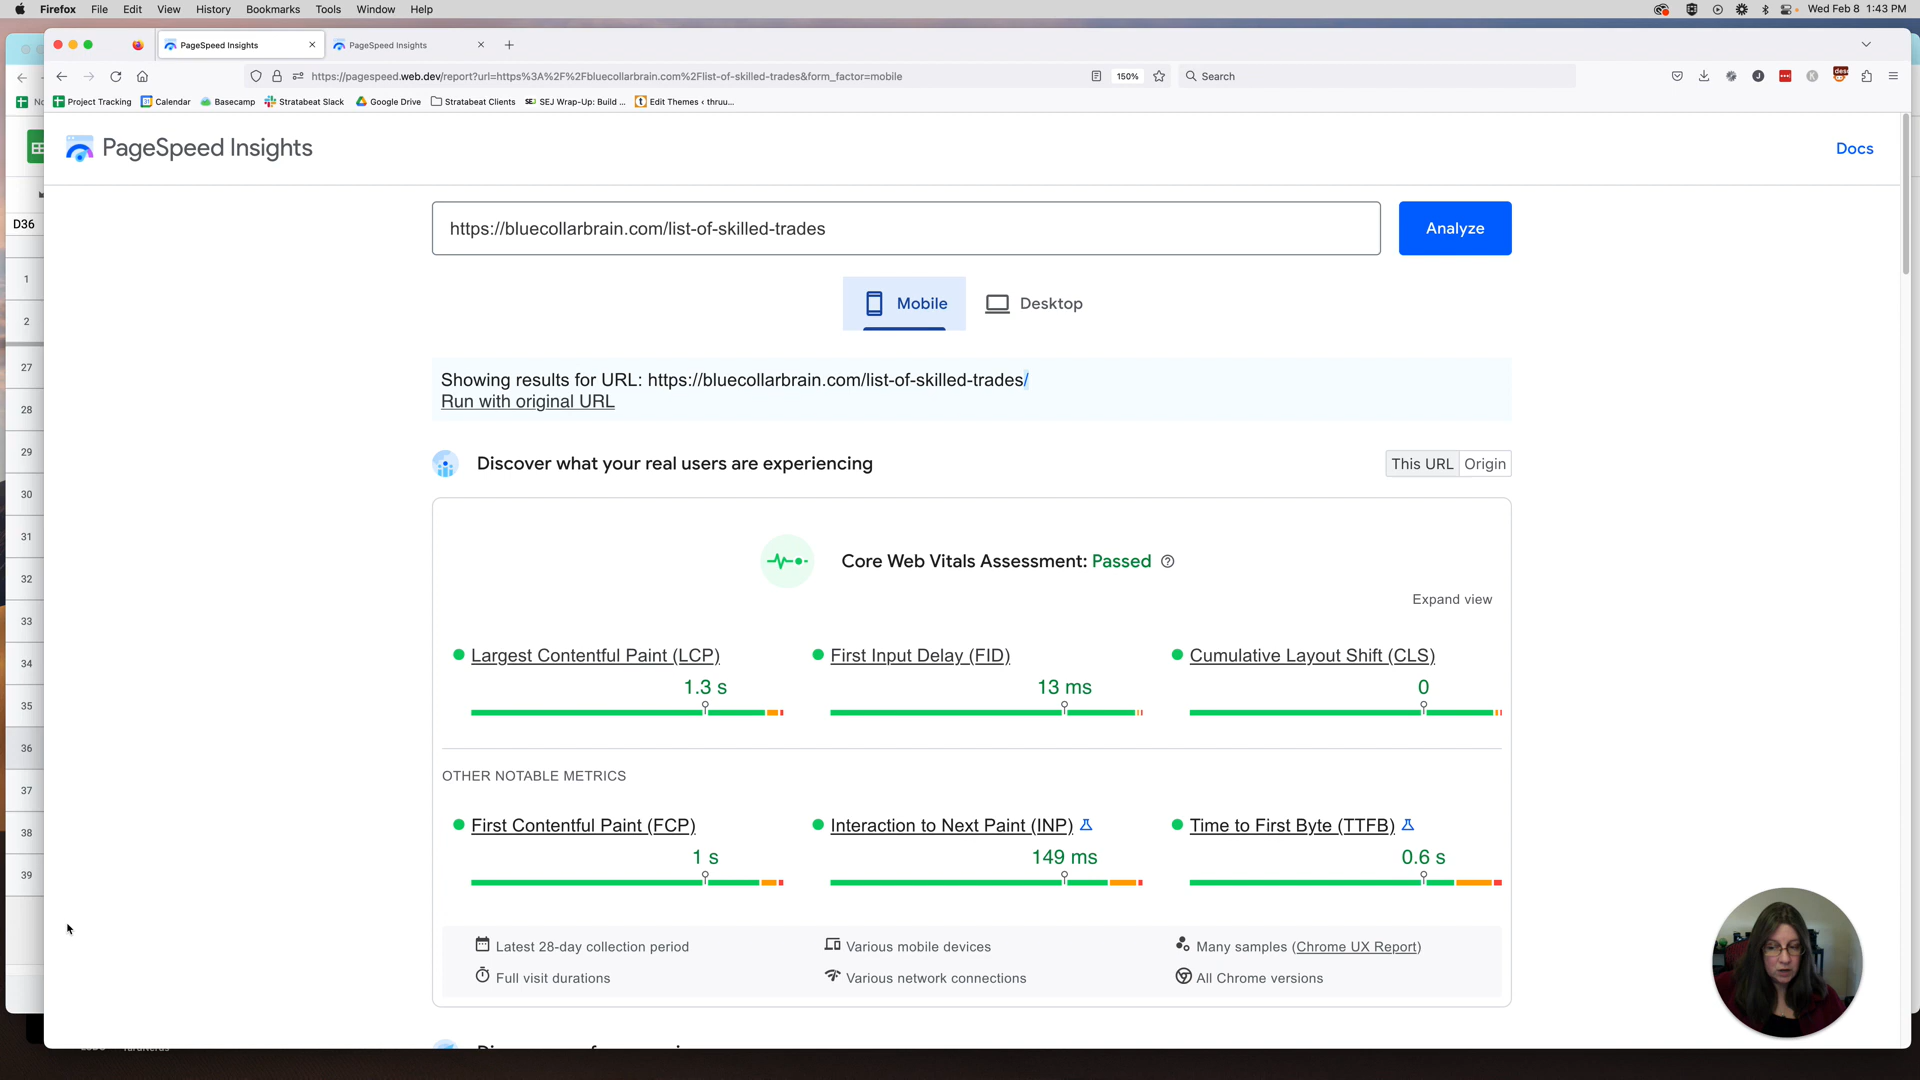 Firefox File Edit View History Bookmarks Tools Window Help Wed Feb 8 1:43 PM
PageSpeed Insights PageSpeed Insights
https://pagespeed.web.dev/report?url=https%3A%2F%2Fbluecollarbrain.com%2Flist-of-skilled-trades&form_factor=mobile 150% Search
Project Tracking Calendar Basecamp Stratabeat Slack Google Drive Stratabeat Clients SEJ Wrap-Up: Build ... Edit Themes ‹ thruu...
PageSpeed Insights Docs
D36
https://bluecollarbrain.com/list-of-skilled-trades Analyze
1
Mobile Desktop
2
27
Showing results for URL: https://bluecollarbrain.com/list-of-skilled-trades/
Run with original URL
28
29
Discover what your real users are experiencing This URL Origin
30
31
Core Web Vitals Assessment: Passed
32
Expand view
33
Largest Contentful Paint (LCP) First Input Delay (FID) Cumulative Layout Shift (CLS)
34
1.3 s 13 ms 0
35
36
OTHER NOTABLE METRICS
37
First Contentful Paint (FCP) Interaction to Next Paint (INP) Time to First Byte (TTFB)
38
1 s 149 ms 0.6 s
39
Latest 28-day collection period Various mobile devices Many samples (Chrome UX Report)
Full visit durations Various network connections All Chrome versions